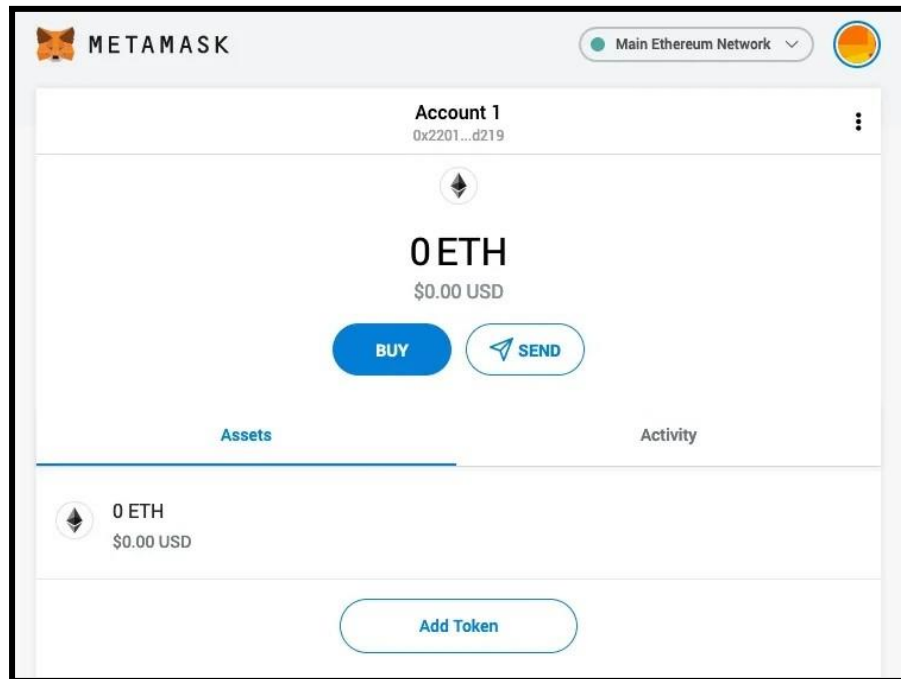 METAMASK
Main Ethereum Network
Account 1
0x2201...d219
0 ETH
$0.00 USD
BUY
SEND
Assets
Activity
0 ETH
$0.00 USD
Add Token